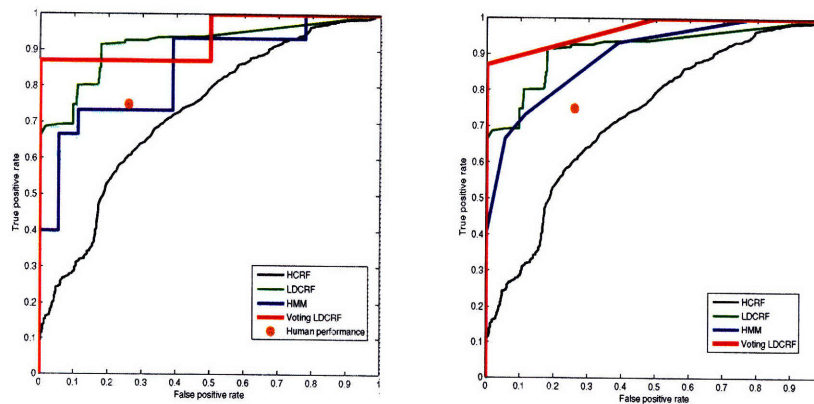 1
0.9
0.8
0.7
0.6
0.5
0.4
0.3
0.2
0.1
0
True positive rate
0 0.1 0.2 0.3 0.4 0.5 0.6 0.7 0.8 0.9 1
False positive rate
HCRF
LDCRF
HMM
Voting LDCRF
Human performance
1
0.9
0.8
0.7
0.6
0.5
0.4
0.3
0.2
0.1
0
True positive rate
0 0.1 0.2 0.3 0.4 0.5 0.6 0.7 0.8 0.9
False positive rate
HCRF
LDCRF
HMM
Voting LDCRF